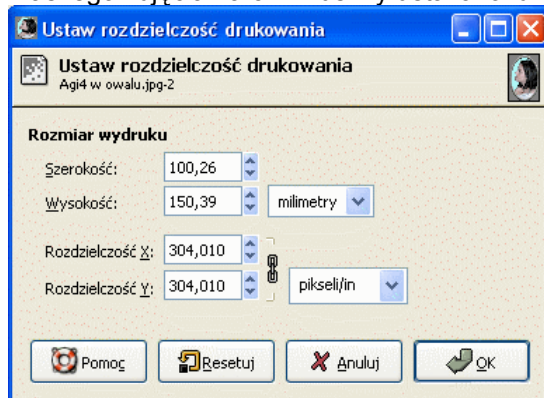 Ustaw rozdzielczość drukowania
Ustaw rozdzielczość drukowania
Agi4 w owalu.jpg-2
Rozmiar wydruku
Szerokość: 100,26
Wysokość: 150,39 milimetry
Rozdzielczość X: 304,010
Rozdzielczość Y: 304,010 pikseli/in
Pomoc Resetuj Anuluj OK